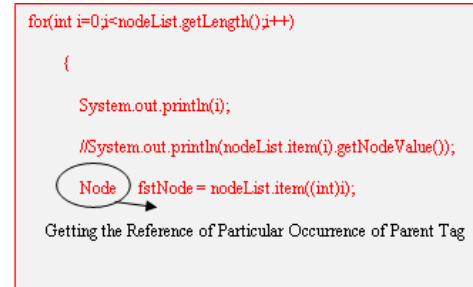 for(int i=0;i<nodeList.getLength();i++)
{
System.out.println(i);
//System.out.println(nodeList.item(i).getNodeValue());
Node fstNode = nodeList.item((int)i);
Getting the Reference of Particular Occurrence of Parent Tag